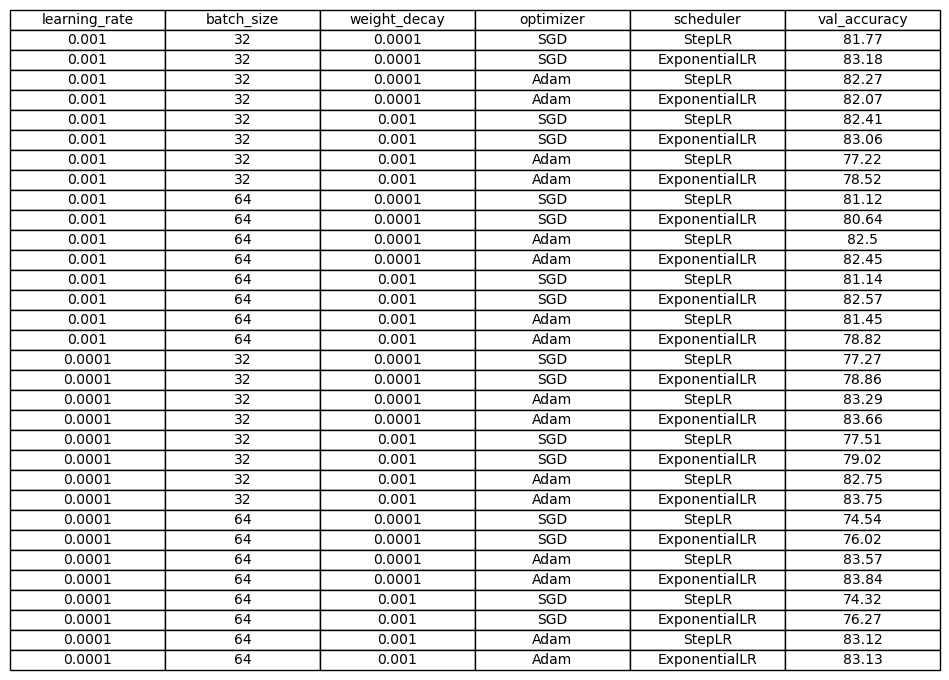 learning_rate batch_size weight_decay optimizer scheduler val_accuracy
0.001 32 0.0001 SGD StepLR 81.77
0.001 32 0.0001 SGD ExponentialLR 83.18
0.001 32 0.0001 Adam StepLR 82.27
0.001 32 0.0001 Adam ExponentialLR 82.07
0.001 32 0.001 SGD StepLR 82.41
0.001 32 0.001 SGD ExponentialLR 83.06
0.001 32 0.001 Adam StepLR 77.22
0.001 32 0.001 Adam ExponentialLR 78.52
0.001 64 0.0001 SGD StepLR 81.12
0.001 64 0.0001 SGD ExponentialLR 80.64
0.001 64 0.0001 Adam StepLR 82.5
0.001 64 0.0001 Adam ExponentialLR 82.45
0.001 64 0.001 SGD StepLR 81.14
0.001 64 0.001 SGD ExponentialLR 82.57
0.001 64 0.001 Adam StepLR 81.45
0.001 64 0.001 Adam ExponentialLR 78.82
0.0001 32 0.0001 SGD StepLR 77.27
0.0001 32 0.0001 SGD ExponentialLR 78.86
0.0001 32 0.0001 Adam StepLR 83.29
0.0001 32 0.0001 Adam ExponentialLR 83.66
0.0001 32 0.001 SGD StepLR 77.51
0.0001 32 0.001 SGD ExponentialLR 79.02
0.0001 32 0.001 Adam StepLR 82.75
0.0001 32 0.001 Adam ExponentialLR 83.75
0.0001 64 0.0001 SGD StepLR 74.54
0.0001 64 0.0001 SGD ExponentialLR 76.02
0.0001 64 0.0001 Adam StepLR 83.57
0.0001 64 0.0001 Adam ExponentialLR 83.84
0.0001 64 0.001 SGD StepLR 74.32
0.0001 64 0.001 SGD ExponentialLR 76.27
0.0001 64 0.001 Adam StepLR 83.12
0.0001 64 0.001 Adam ExponentialLR 83.13